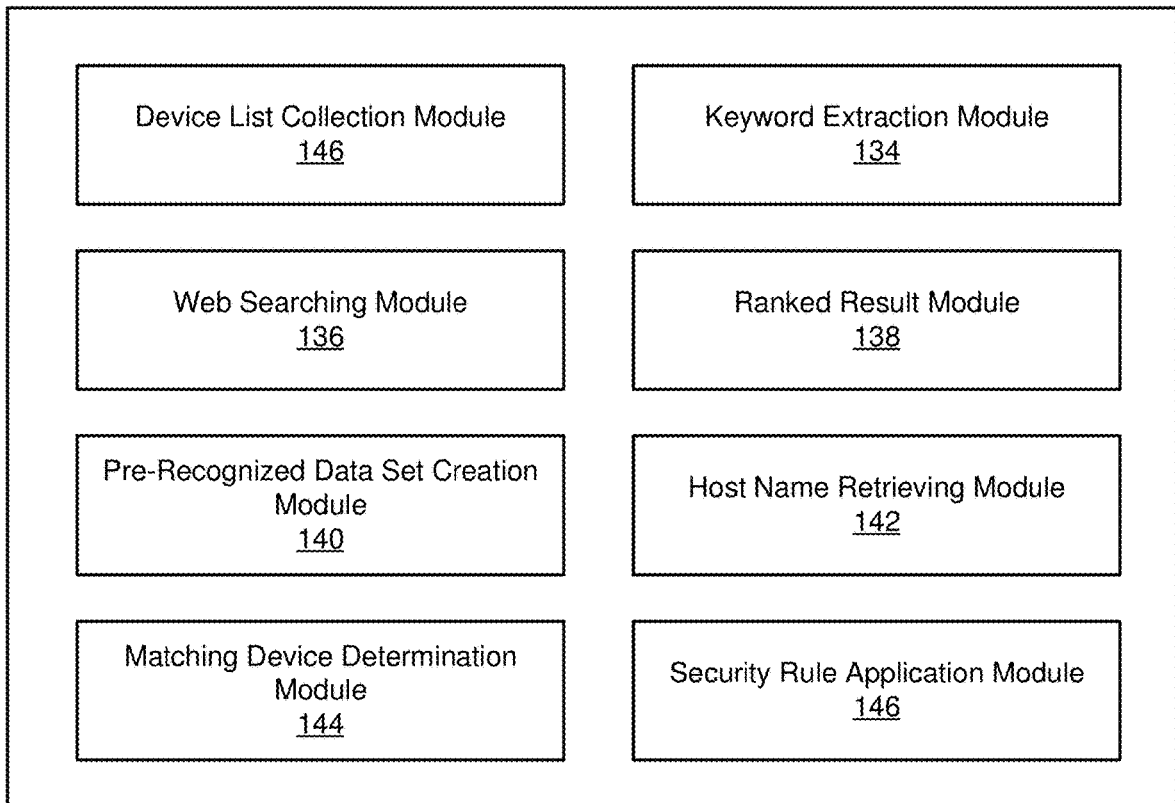 Device List Collection Module
146
Keyword Extraction Module
134
Web Searching Module
136
Ranked Result Module
138
Pre-Recognized Data Set Creation
Module
140
Host Name Retrieving Module
142
Matching Device Determination
Module
144
Security Rule Application Module
146